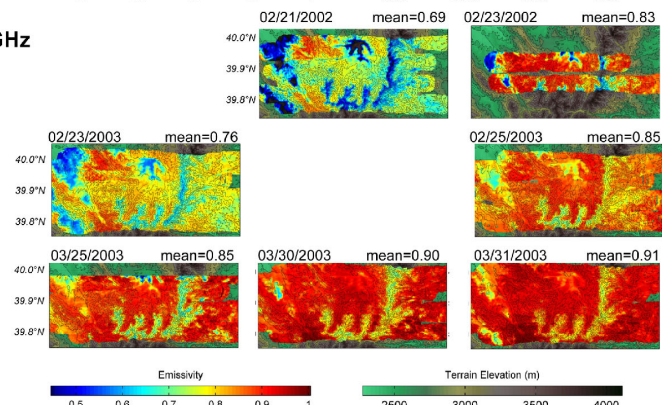 02/21/2002 mean=0.69 02/23/2002 mean=0.83
GHz
40.0°N
39.9°N
39.8°N
02/23/2003 mean=0.76 02/25/2003 mean=0.85
40.0°N
39.9°N
39.8°N
03/25/2003 mean=0.85 03/30/2003 mean=0.90 03/31/2003 mean=0.91
40.0°N
39.9°N
39.8°N
Emissivity Terrain Elevation (m)
0.5 0.6 0.7 0.8 0.9 1 2500 3000 3500 4000